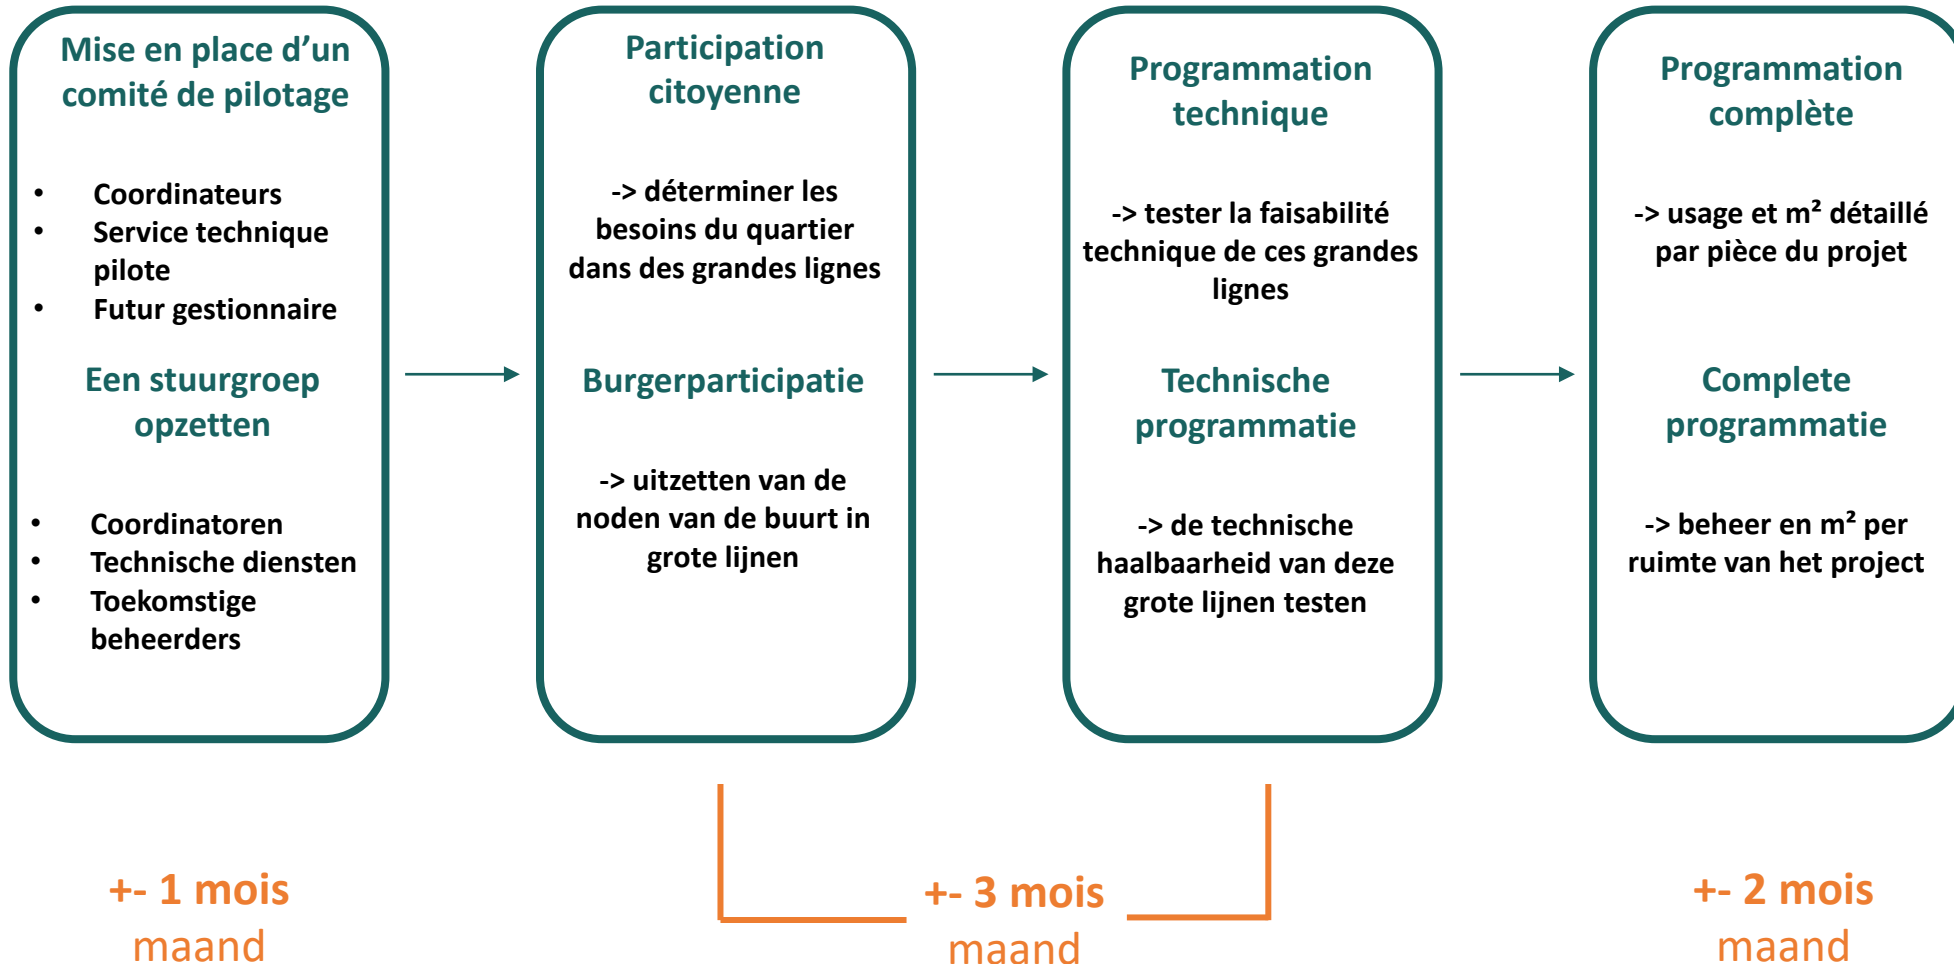 Mise en place d’un
comité de pilotage
• Coordinateurs
• Service technique
pilote
• Futur gestionnaire
Een stuurgroep
opzetten
• Coordinatoren
• Technische diensten
• Toekomstige
beheerders
Participation
citoyenne
-> déterminer les
besoins du quartier
dans des grandes lignes
Burgerparticipatie
-> uitzetten van de
noden van de buurt in
grote lijnen
Programmation
technique
-> tester la faisabilité
technique de ces grandes
lignes
Technische
programmatie
-> de technische
haalbaarheid van deze
grote lijnen testen
Programmation
complète
-> usage et m² détaillé
par pièce du projet
Complete
programmatie
-> beheer en m² per
ruimte van het project
+- 1 mois
maand
+- 3 mois
maand
+- 2 mois
maand